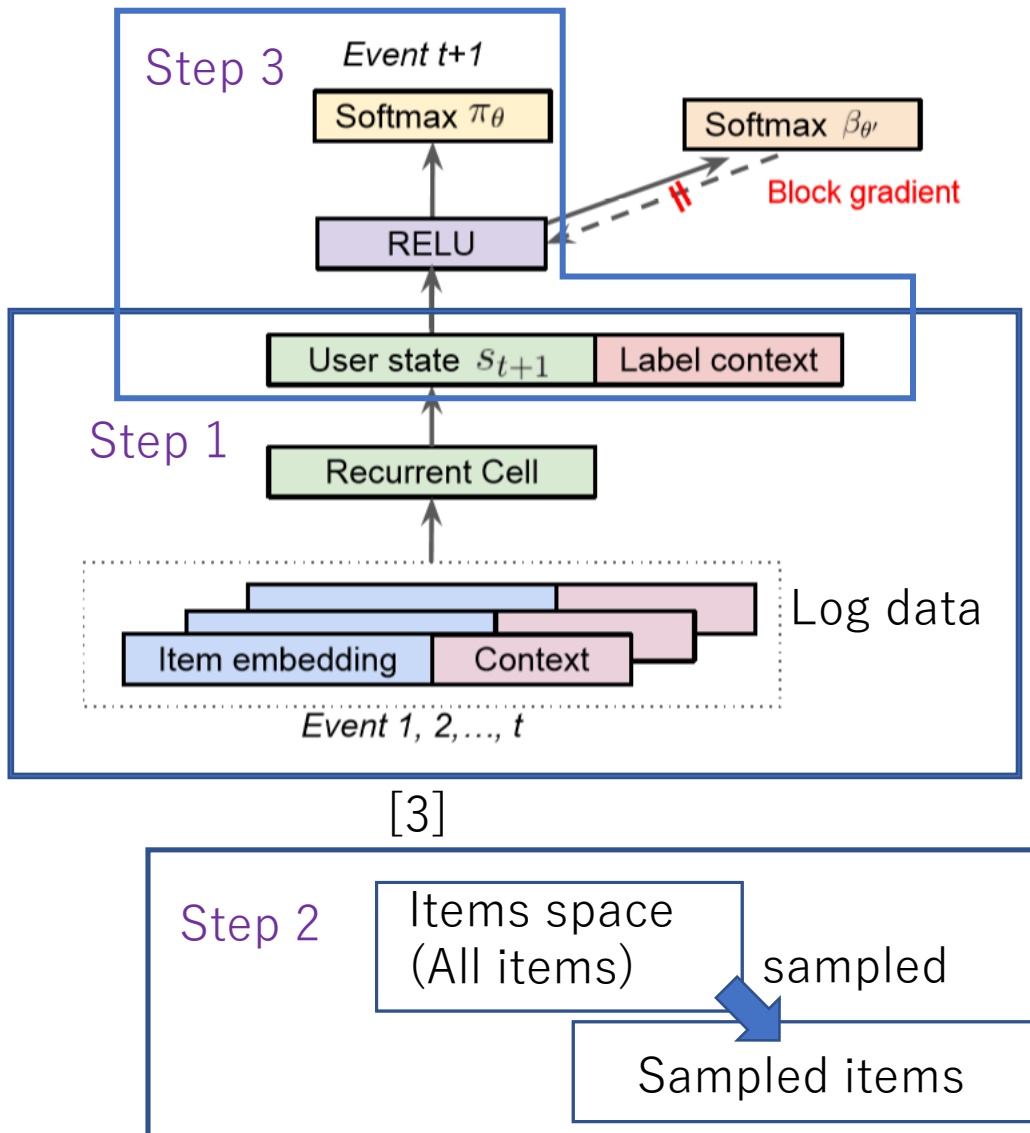 Step 3
Event t+1
Softmax πθ
Softmax βθ′
Block gradient
RELU
User state st+1
Label context
Step 1
Recurrent Cell
Log data
Item embedding
Context
Event 1, 2,..., t
[3]
Step 2
Items space
(All items)
sampled
Sampled items